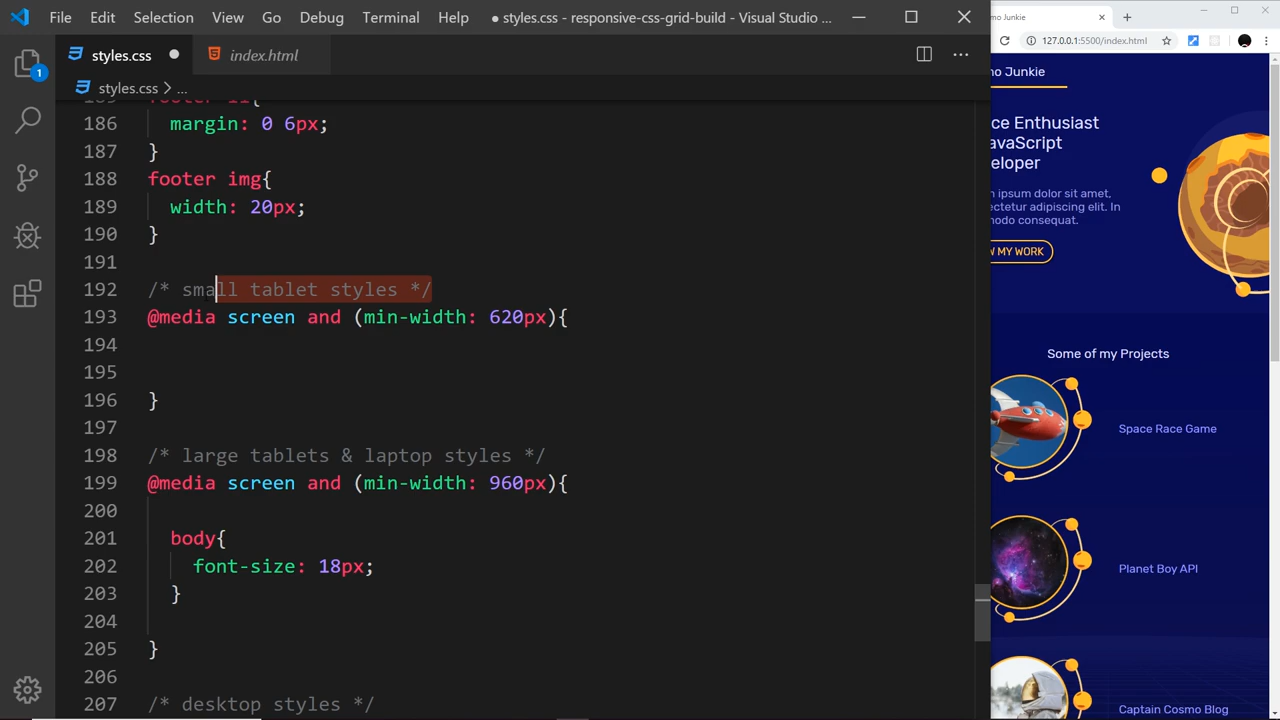 File Edit Selection View Go Debug Terminal Help ● styles.css - responsive-css-grid-build - Visual Studio ...
styles.css ● index.html
styles.css > ...
1
186 margin: 0 6px;
187 }
188 footer img{
189 width: 20px;
190 }
191
192 /* small tablet styles */
193 @media screen and (min-width: 620px){
194
195
196 }
197
198 /* large tablets & laptop styles */
199 @media screen and (min-width: 960px){
200
201 body{
202 font-size: 18px;
203 }
204
205 }
206
207 /* desktop styles */
mo Junkie
127.0.0.1:5500/index.html
mo Junkie
ce Enthusiast
avaScript
eloper
m ipsum dolor sit amet,
ectetur adipiscing elit. In
modo consequat.
W MY WORK
Some of my Projects
Space Race Game
Planet Boy API
Captain Cosmo Blog